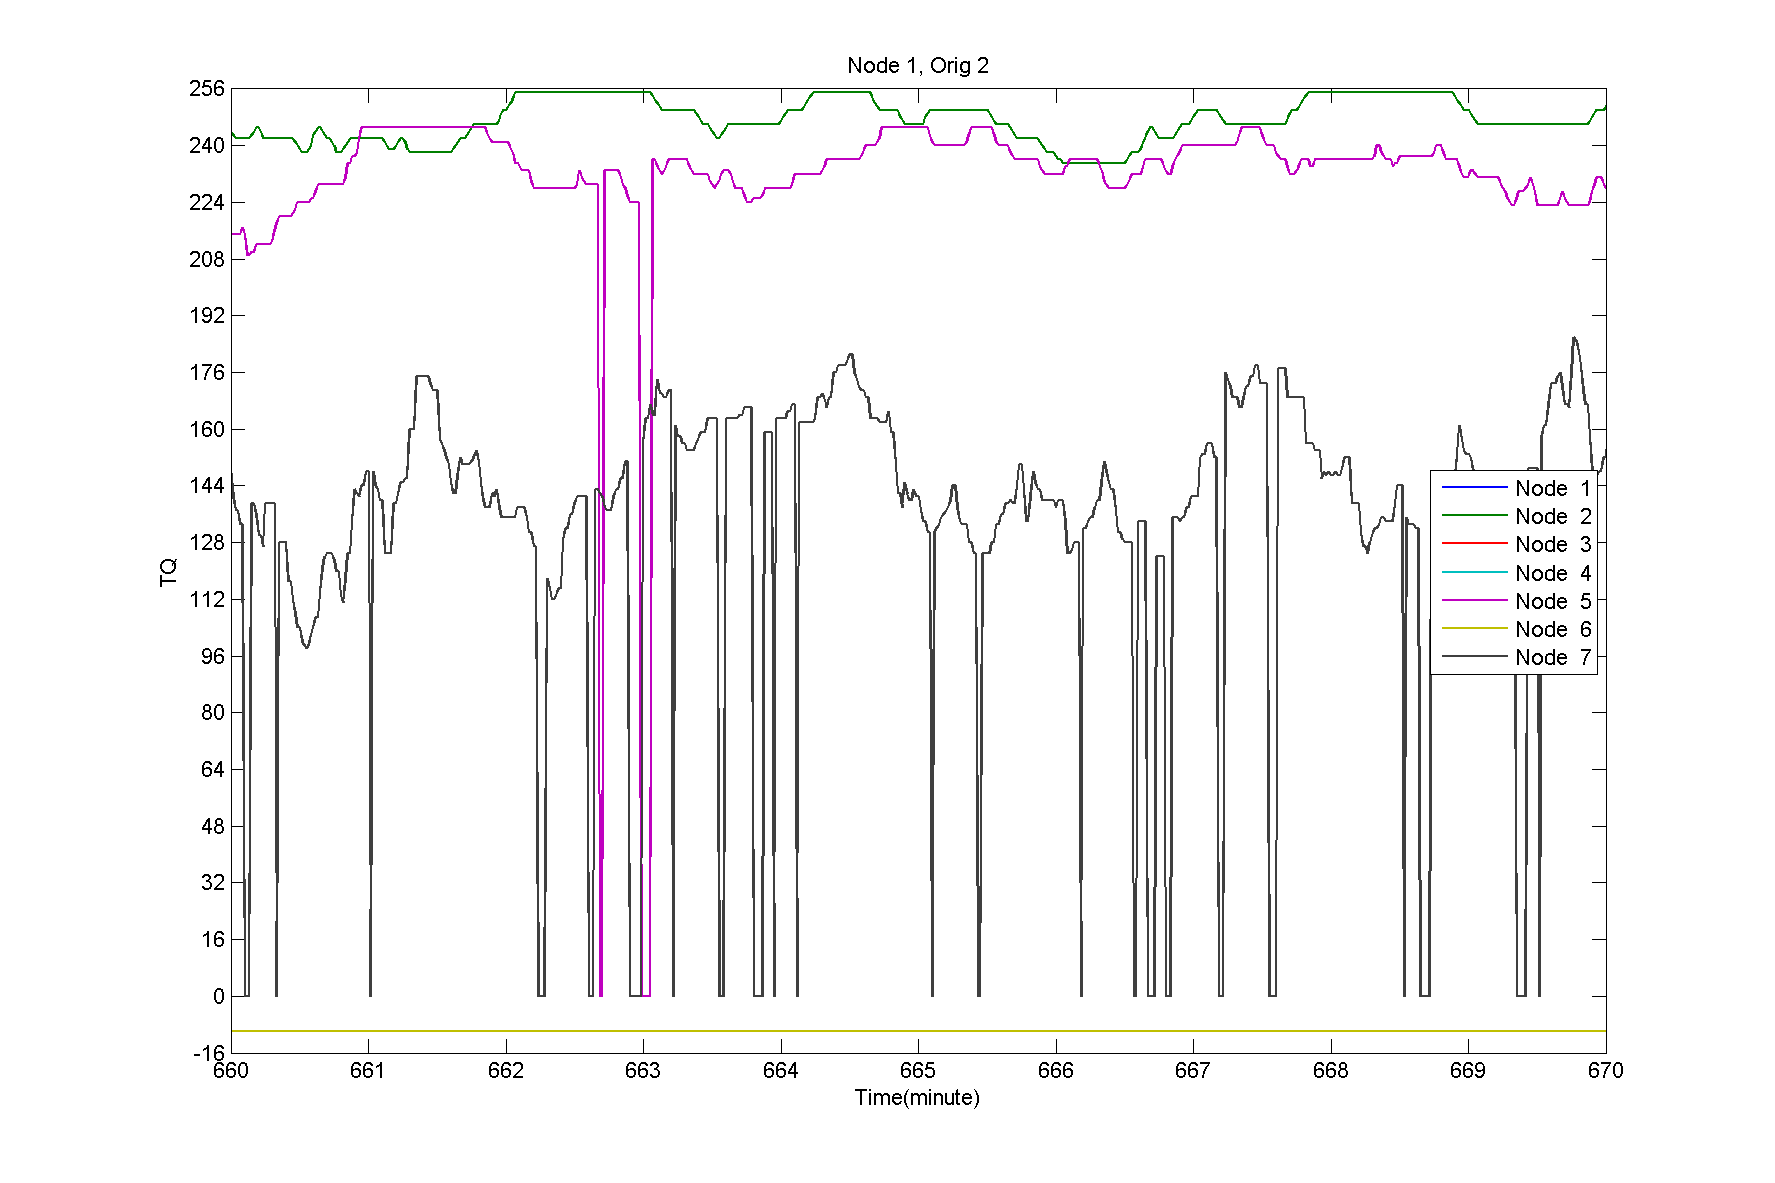 Node 1, Orig 2
256
240
224
208
192
176
160
144
128
112
96
80
64
48
32
16
0
-16
TQ
Node 1
Node 2
Node 3
Node 4
Node 5
Node 6
Node 7
660 661 662 663 664 665 666 667 668 669 670
Time(minute)